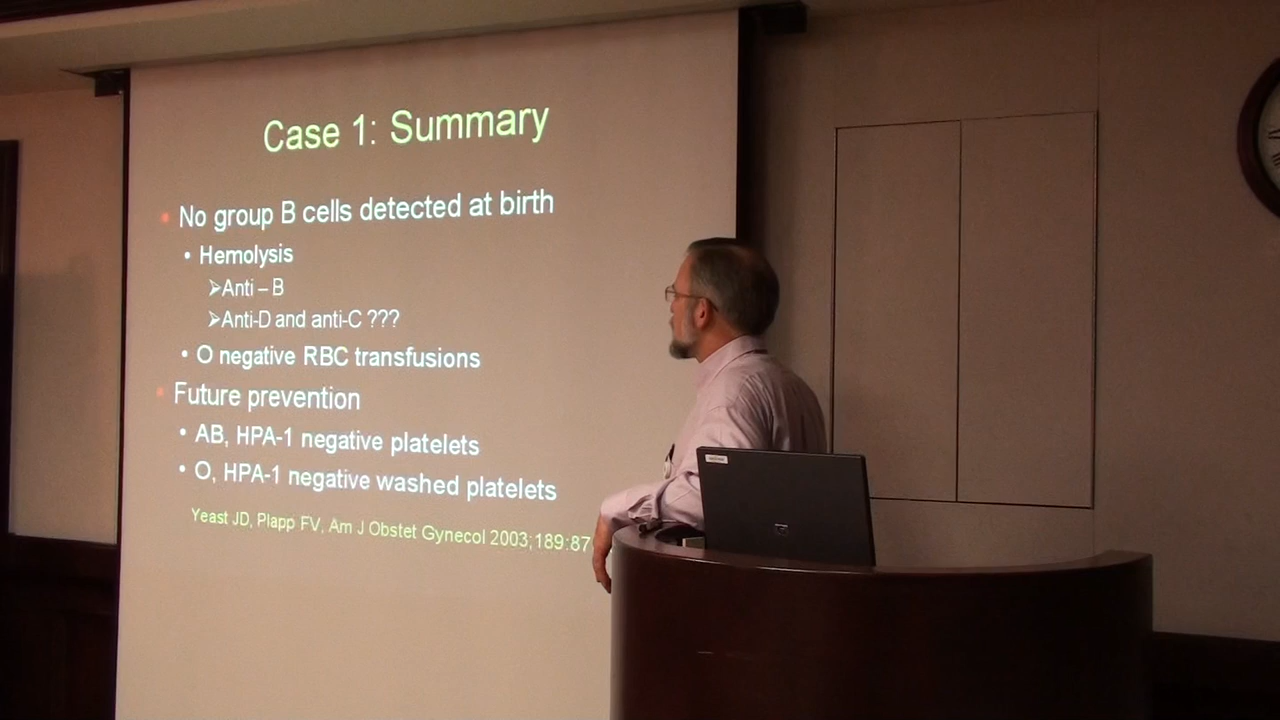 Case 1: Summary
• No group B cells detected at birth
• Hemolysis
➢Anti – B
➢Anti-D and anti-C ???
• O negative RBC transfusions
• Future prevention
• AB, HPA-1 negative platelets
• O, HPA-1 negative washed platelets
Yeast JD, Plapp FV, Am J Obstet Gynecol 2003;189:87